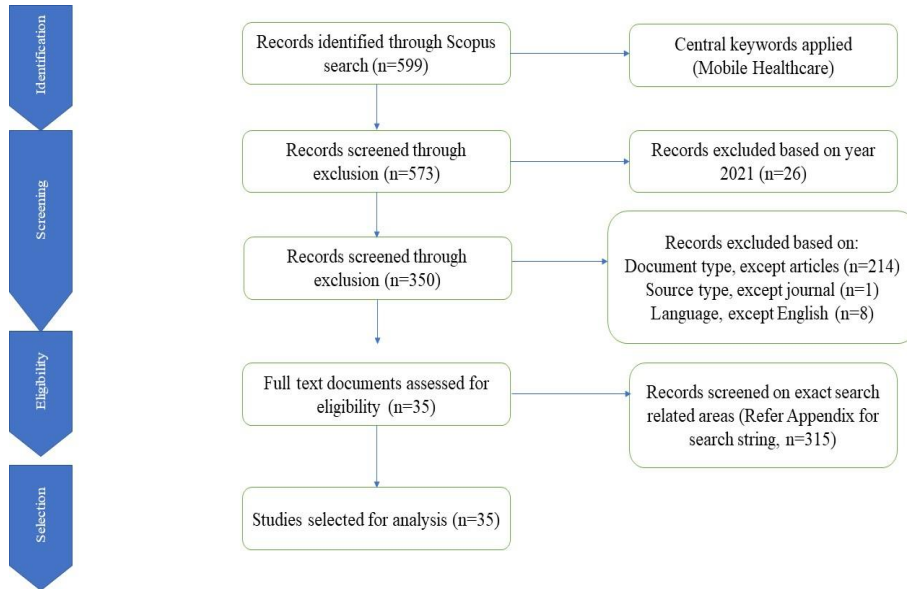 Identification
Records identified through Scopus
search (n=599)
Central keywords applied
(Mobile Healthcare)
Screening
Records screened through
exclusion (n=573)
Records excluded based on year
2021 (n=26)
Records screened through
exclusion (n=350)
Records excluded based on:
Document type, except articles (n=214)
Source type, except journal (n=1)
Language, except English (n=8)
Eligibility
Full text documents assessed for
eligibility (n=35)
Records screened on exact search
related areas (Refer Appendix for
search string, n=315)
Selection
Studies selected for analysis (n=35)